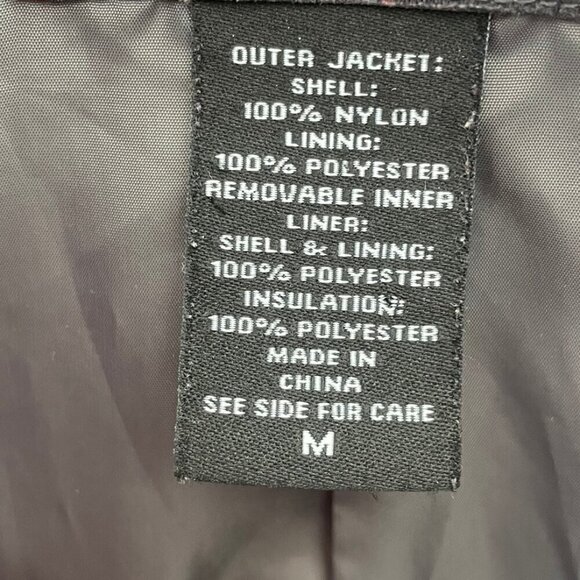 OUTER JACKET:
SHELL:
100% NYLON
LINING:
100% POLYESTER
REMOVABLE INNER
LINER:
SHELL & LINING:
100% POLYESTER
INSULATION:
100% POLYESTER
MADE IN
CHINA
SEE SIDE FOR CARE
M